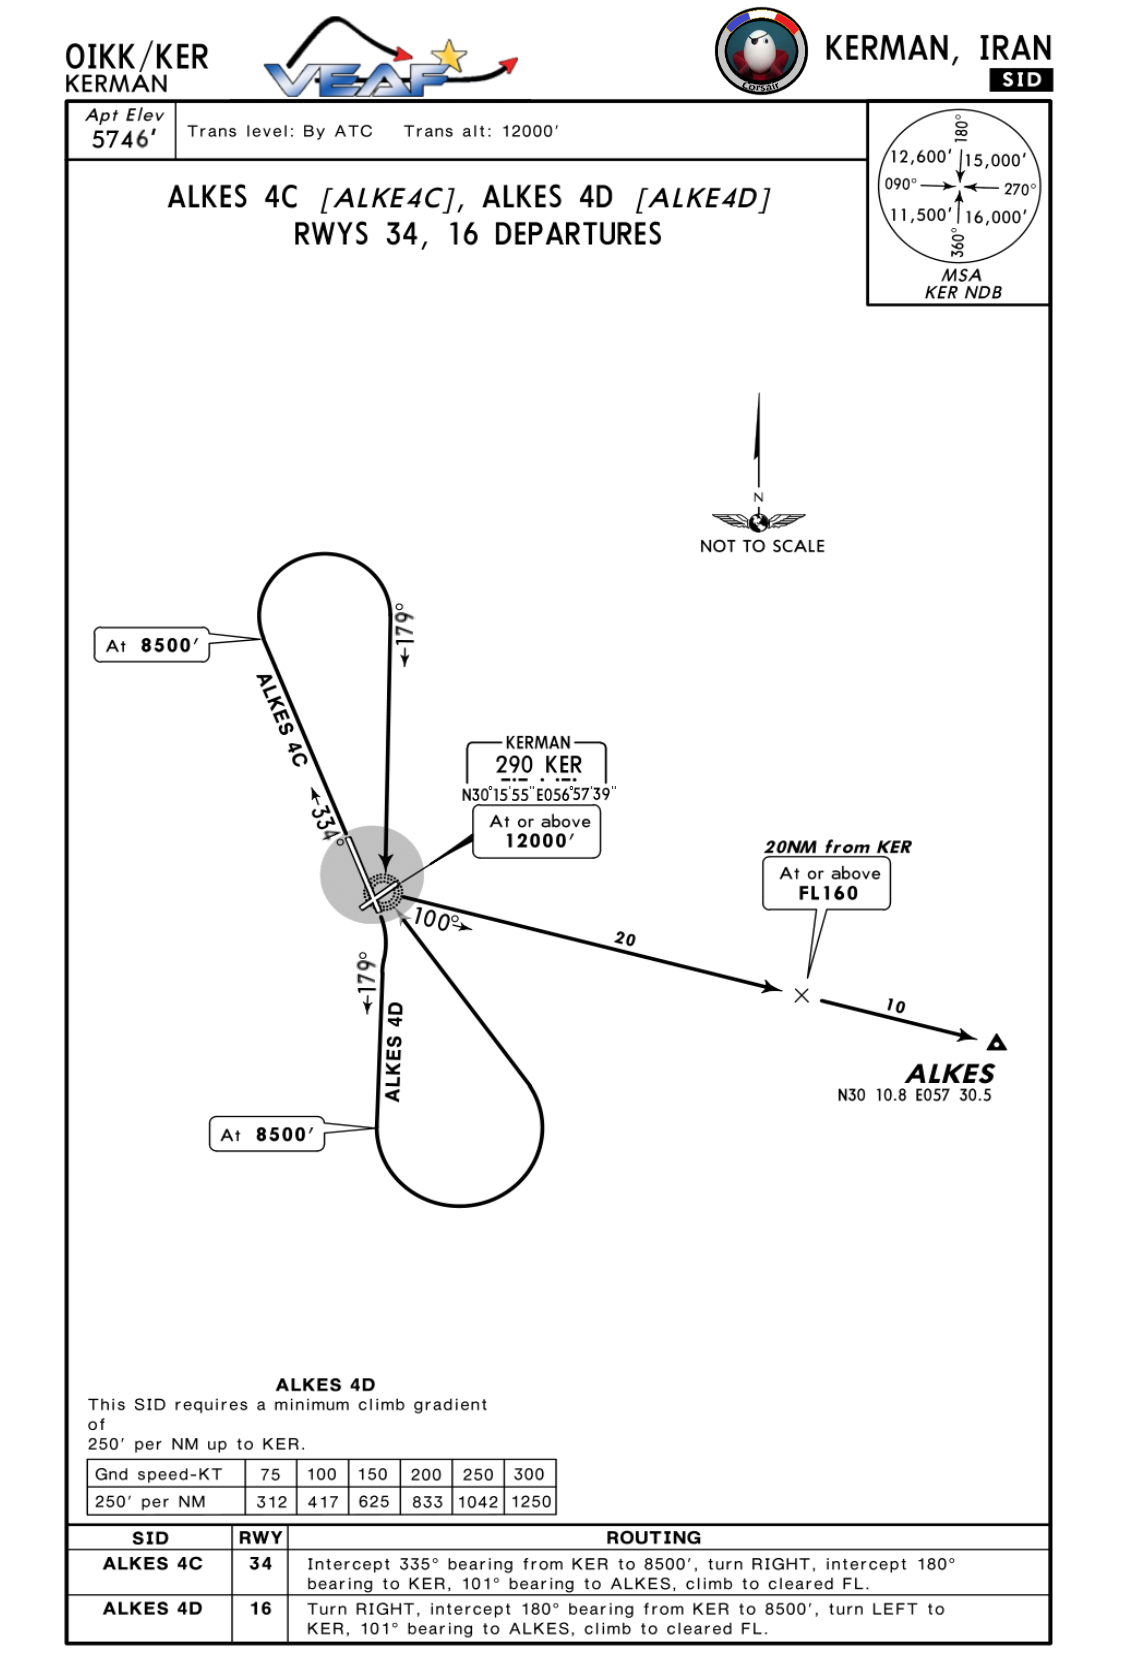 OIKK/KER
KERMAN
VEAF
Corsair
KERMAN, IRAN
SID
Apt Elev
5746'
Trans level: By ATC Trans alt: 12000'
180°
12,600' 15,000'
090° 270°
11,500' 16,000'
360°
MSA
KER NDB
ALKES 4C [ALKE4C], ALKES 4D [ALKE4D]
RWYS 34, 16 DEPARTURES
N
NOT TO SCALE
179°
At 8500'
ALKES 4C
334°
KERMAN
290 KER
N30°15'55"E056°57'39"
At or above
12000'
20NM from KER
At or above
FL160
100°
20
10
179°
ALKES 4D
ALKES
N30 10.8 E057 30.5
At 8500'
ALKES 4D
This SID requires a minimum climb gradient
of
250' per NM up to KER.
Gnd speed-KT 75 100 150 200 250 300
250' per NM 312 417 625 833 1042 1250
SID RWY ROUTING
ALKES 4C 34 Intercept 335° bearing from KER to 8500', turn RIGHT, intercept 180°
bearing to KER, 101° bearing to ALKES, climb to cleared FL.
ALKES 4D 16 Turn RIGHT, intercept 180° bearing from KER to 8500', turn LEFT to
KER, 101° bearing to ALKES, climb to cleared FL.